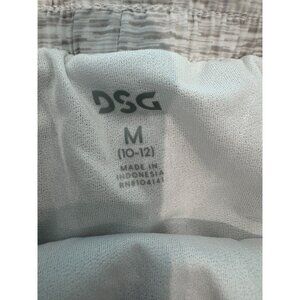 DSG
M
(10-12)
MADE IN
INDONESIA